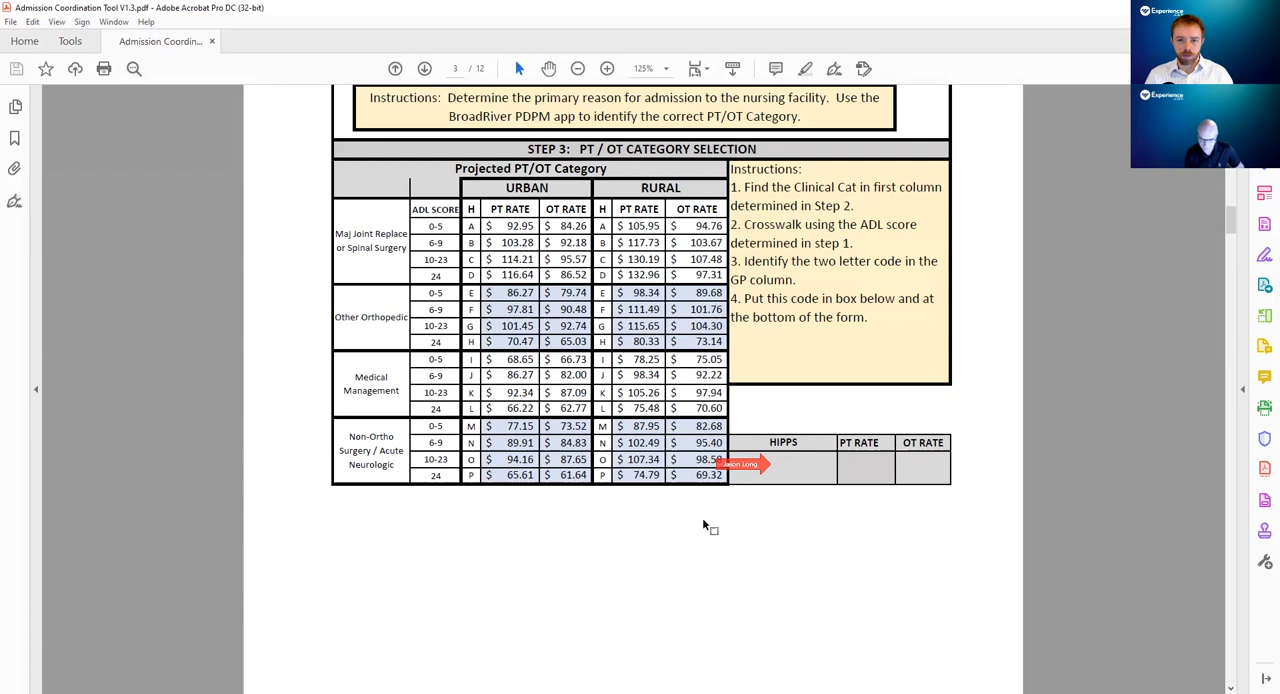 Admission Coordination Tool V1.3.pdf - Adobe Acrobat Pro DC (32-bit)
File Edit View Sign Window Help
Home Tools Admission Coordin... ×
3 / 12 125%
Experience
Experience
Instructions: Determine the primary reason for admission to the nursing facility. Use the
BroadRiver PDPM app to identify the correct PT/OT Category.
STEP 3: PT / OT CATEGORY SELECTION
Projected PT/OT Category
URBAN RURAL
ADL SCORE H PT RATE OT RATE H PT RATE OT RATE
Maj Joint Replace
or Spinal Surgery
0-5 A $ 92.95 $ 84.26 A $ 105.95 $ 94.76
6-9 B $ 103.28 $ 92.18 B $ 117.73 $ 103.67
10-23 C $ 114.21 $ 95.57 C $ 130.19 $ 107.48
24 D $ 116.64 $ 86.52 D $ 132.96 $ 97.31
Other Orthopedic
0-5 E $ 86.27 $ 79.74 E $ 98.34 $ 89.68
6-9 F $ 97.81 $ 90.48 F $ 111.49 $ 101.76
10-23 G $ 101.45 $ 92.74 G $ 115.65 $ 104.30
24 H $ 70.47 $ 65.03 H $ 80.33 $ 73.14
Medical
Management
0-5 I $ 68.65 $ 66.73 I $ 78.25 $ 75.05
6-9 J $ 86.27 $ 82.00 J $ 98.34 $ 92.22
10-23 K $ 92.34 $ 87.09 K $ 105.26 $ 97.94
24 L $ 66.22 $ 62.77 L $ 75.48 $ 70.60
Non-Ortho
Surgery / Acute
Neurologic
0-5 M $ 77.15 $ 73.52 M $ 87.95 $ 82.68
6-9 N $ 89.91 $ 84.83 N $ 102.49 $ 95.40
10-23 O $ 94.16 $ 87.65 O $ 107.34 $
24 P $ 65.61 $ 61.64 P $ 74.79 $ 69.32
Instructions:
1. Find the Clinical Cat in first column
determined in Step 2.
2. Crosswalk using the ADL score
determined in step 1.
3. Identify the two letter code in the
GP column.
4. Put this code in box below and at
the bottom of the form.
HIPPS PT RATE OT RATE
Jason Long